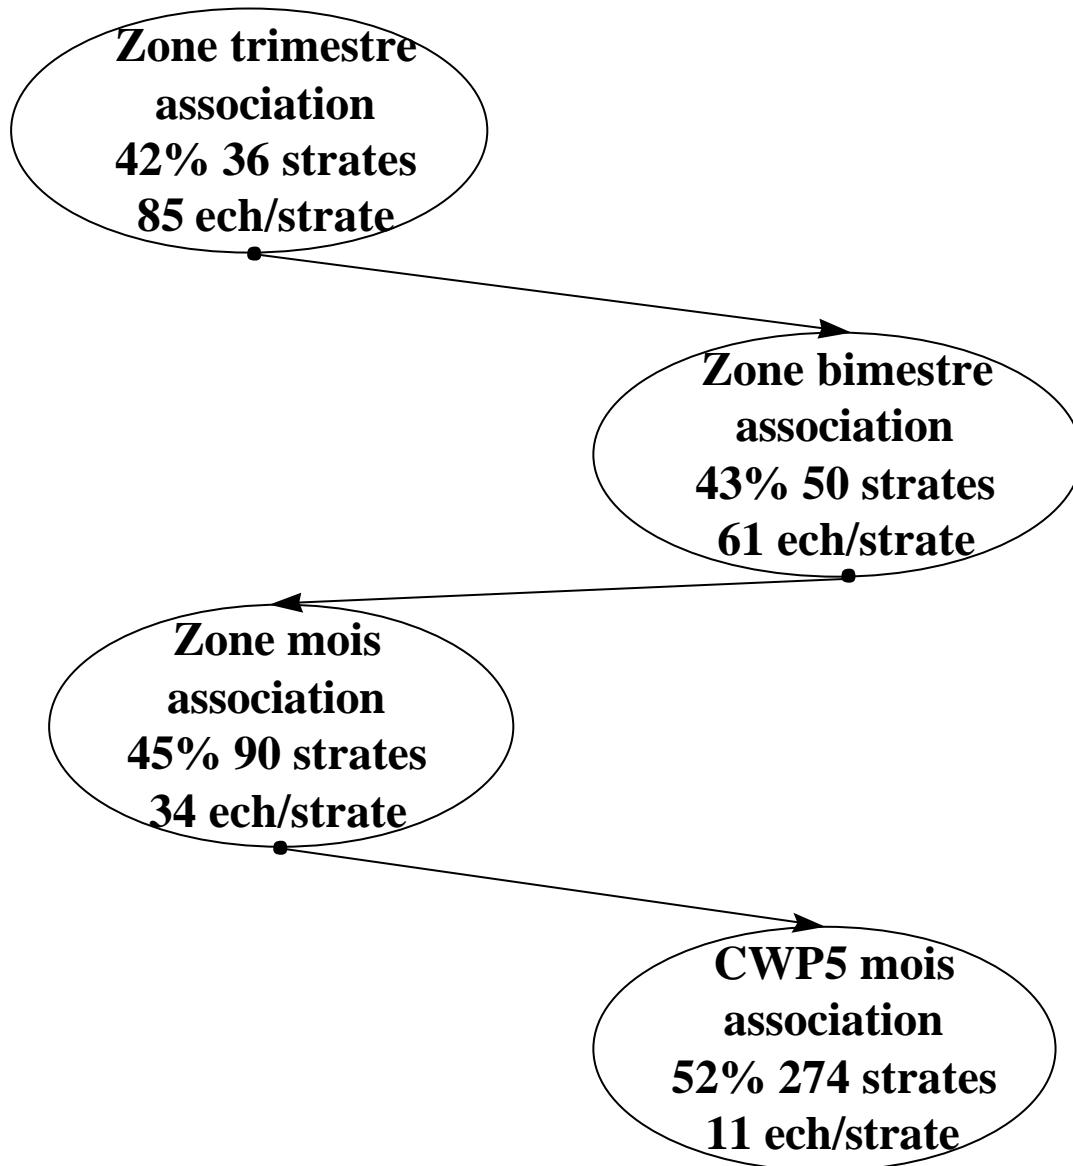 Zone trimestre
association
42% 36 strates
85 ech/strate
Zone bimestre
association
43% 50 strates
61 ech/strate
Zone mois
association
45% 90 strates
34 ech/strate
CWP5 mois
association
52% 274 strates
11 ech/strate